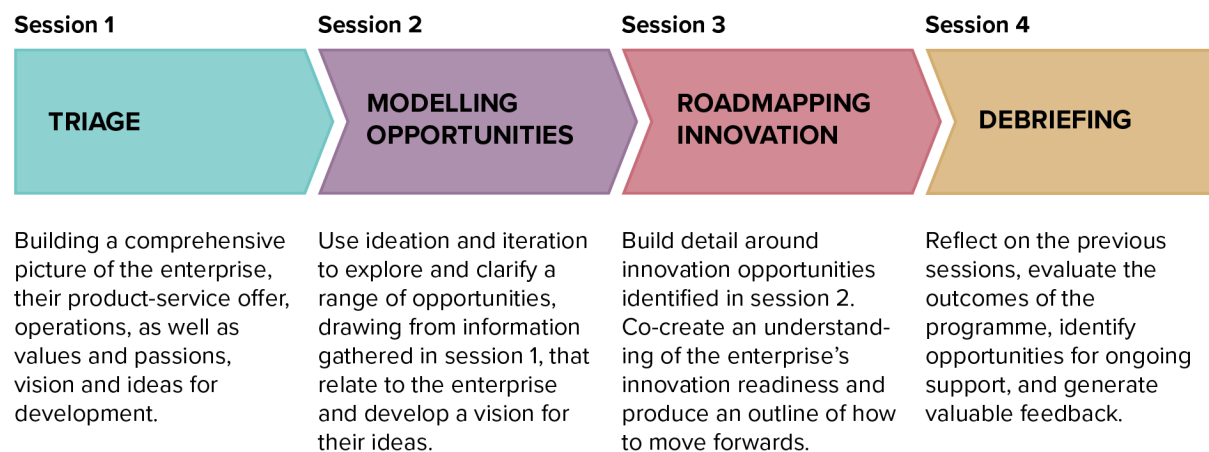 Session 1
TRIAGE
Building a comprehensive
picture of the enterprise,
their product-service offer,
operations, as well as
values and passions,
vision and ideas for
development.
Session 2
MODELLING
OPPORTUNITIES
Use ideation and iteration
to explore and clarify a
range of opportunities,
drawing from information
gathered in session 1, that
relate to the enterprise
and develop a vision for
their ideas.
Session 3
ROADMAPPING
INNOVATION
Build detail around
innovation opportunities
identified in session 2.
Co-create an understand-
ing of the enterprise’s
innovation readiness and
produce an outline of how
to move forwards.
Session 4
DEBRIEFING
Reflect on the previous
sessions, evaluate the
outcomes of the
programme, identify
opportunities for ongoing
support, and generate
valuable feedback.